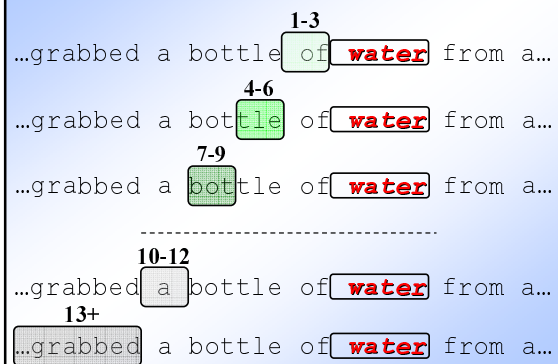 1-3
…grabbed a bottle of water from a…
4-6
…grabbed a bottle of water from a…
7-9
…grabbed a bottle of water from a…
10-12
…grabbed a bottle of water from a…
13+
…grabbed a bottle of water from a…